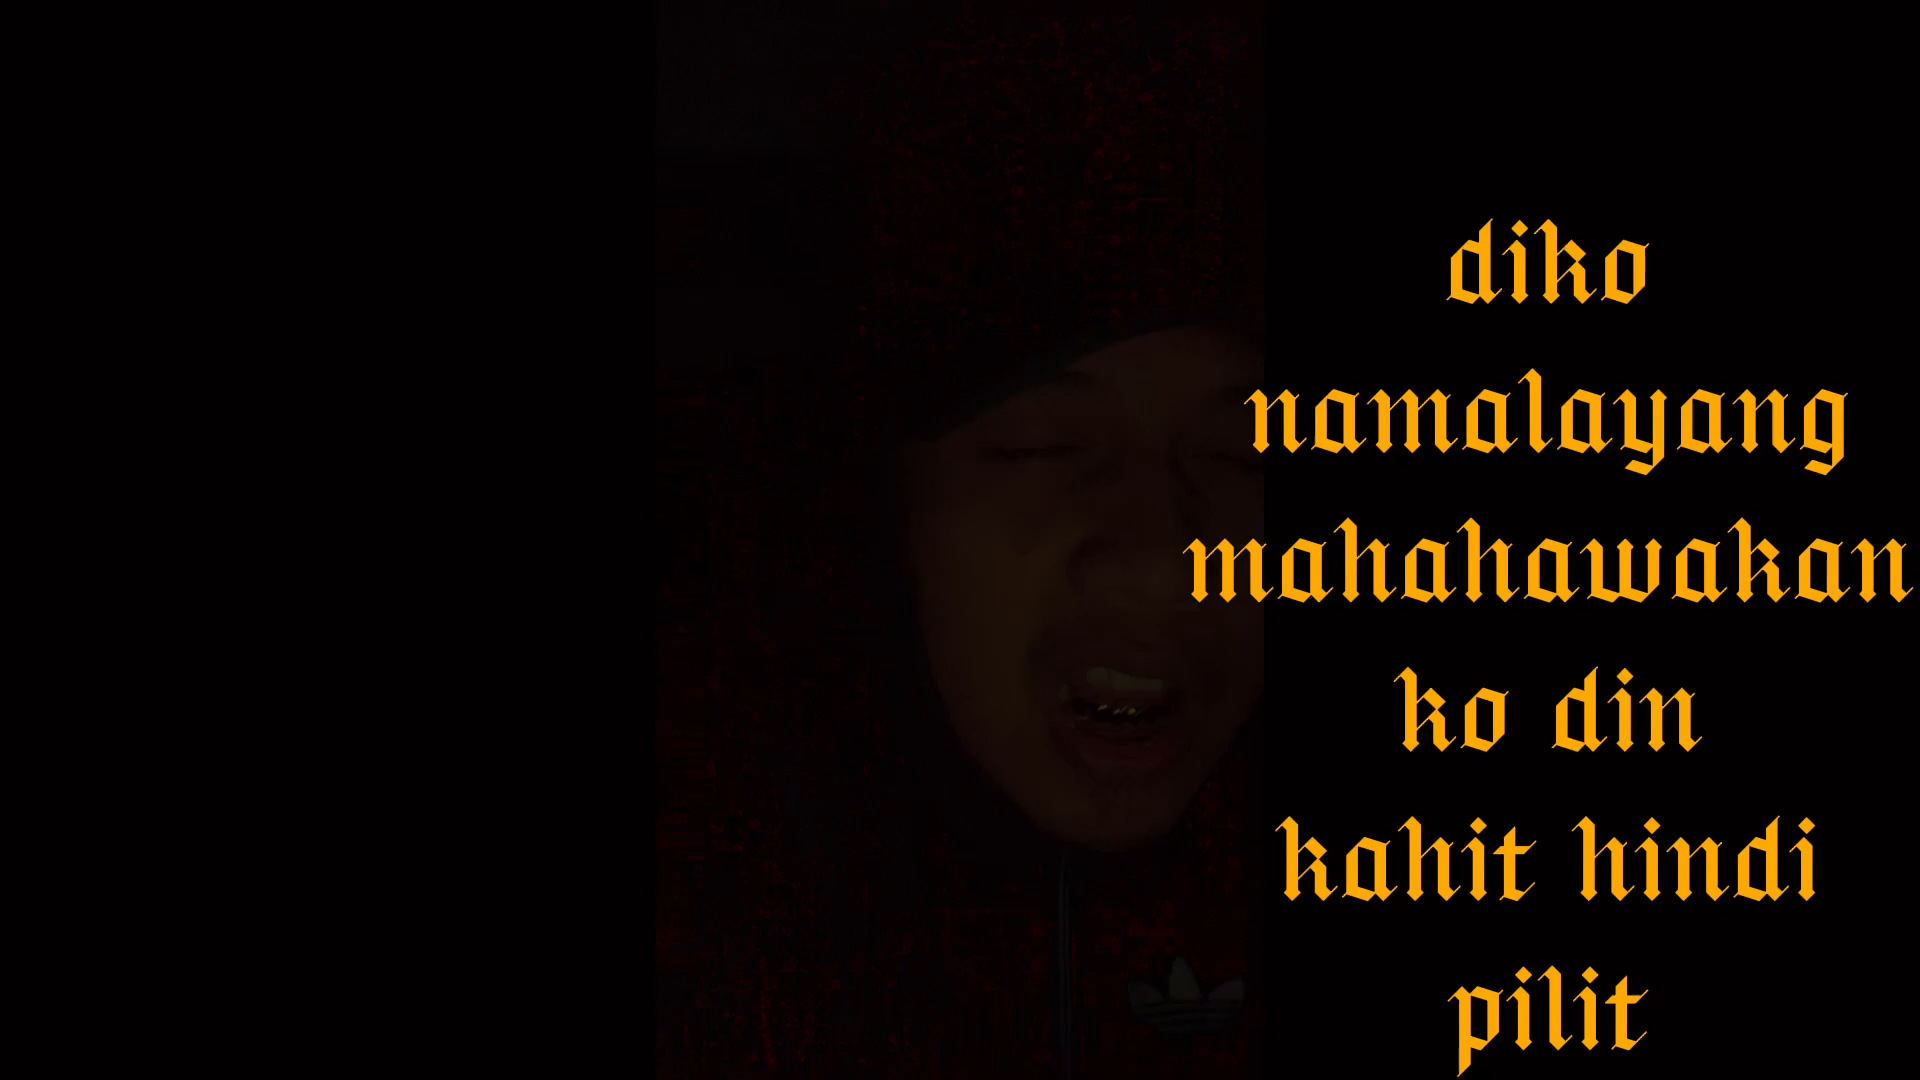 diko
namalayang
mahahawakan
ko din
kahit hindi
pilit